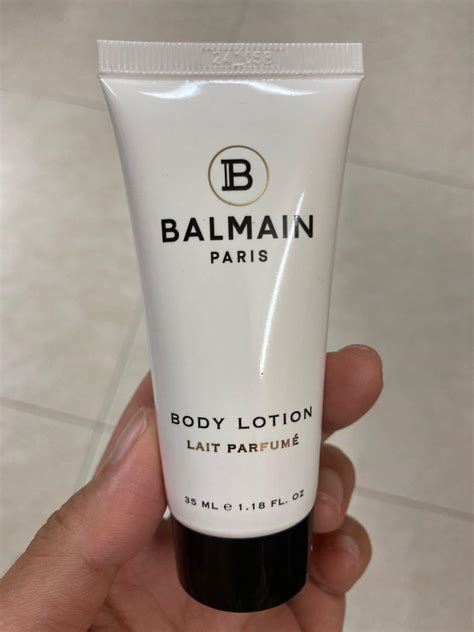 B
BALMAIN
PARIS
BODY LOTION
LAIT PARFUMÉ
35 ML e 1.18 FL. OZ